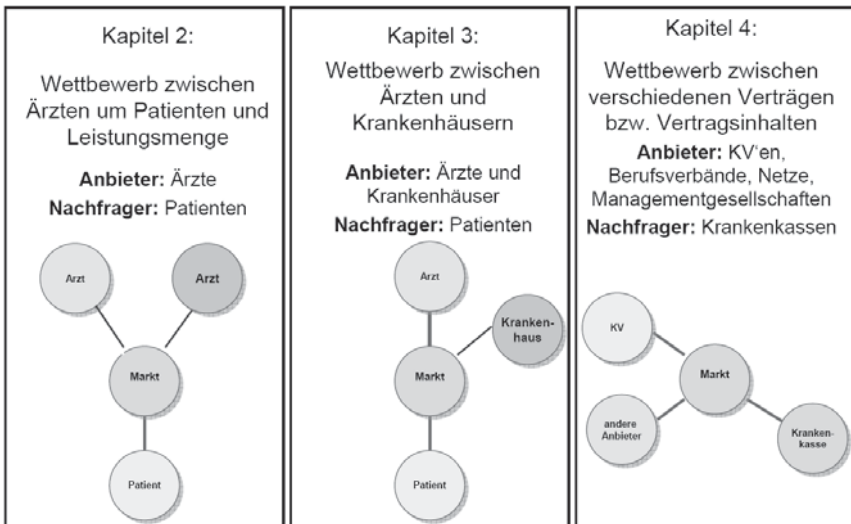 Kapitel 2:
Wettbewerb zwischen
Ärzten um Patienten und
Leistungsmenge
Anbieter: Ärzte
Nachfrager: Patienten
Arzt
Arzt
Markt
Patient
Kapitel 3:
Wettbewerb zwischen
Ärzten und
Krankenhäusern
Anbieter: Ärzte und
Krankenhäuser
Nachfrager: Patienten
Arzt
Kranken-
haus
Markt
Patient
Kapitel 4:
Wettbewerb zwischen
verschiedenen Verträgen
bzw. Vertragsinhalten
Anbieter: KV'en,
Berufsverbände, Netze,
Managementgesellschaften
Nachfrager: Krankenkassen
KV
Markt
andere
Anbieter
Kranken-
kasse